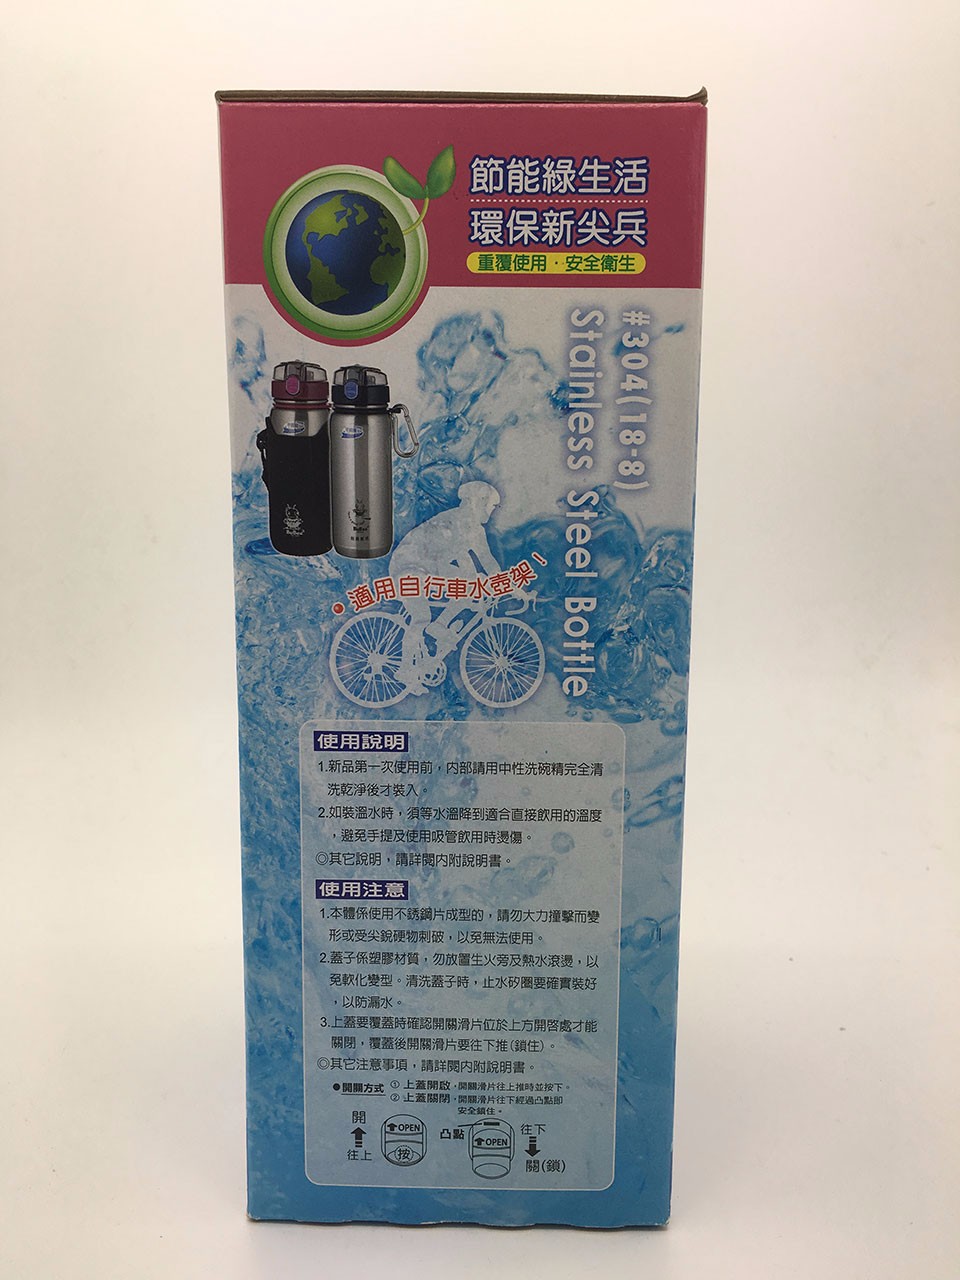 節能綠生活
環保新尖兵
重覆使用・安全衛生
#304(18-8)
Stainless Steel Bottle
●適用自行車水壺架！
使用說明
1.新品第一次使用前，內部請用中性洗碗精完全清
洗乾淨後才裝入。
2.如裝溫水時，須等水溫降到適合直接飲用的溫度
，避免手提及使用吸管飲用時燙傷。
◎其它說明，請詳閱內附說明書。
使用注意
1.本體係使用不銹鋼片成型的，請勿大力撞擊而變
形或受尖銳硬物刺破，以免無法使用。
2.蓋子係塑膠材質，勿放置生火旁及熱水滾燙，以
免軟化變型。清洗蓋子時，止水矽圈要確實裝好
，以防漏水。
3.上蓋要覆蓋時確認開關滑片位於上方開啓處才能
關閉，覆蓋後開關滑片要往下推(鎖住)。
◎其它注意事項，請詳閱內附說明書。
●開關方式 ①上蓋開啟，開關滑片往上推時並按下。
②上蓋關閉，開關滑片往下經過凸點即
安全鎖住。
開
往上
OPEN
按
凸點
OPEN
往下
關(鎖)